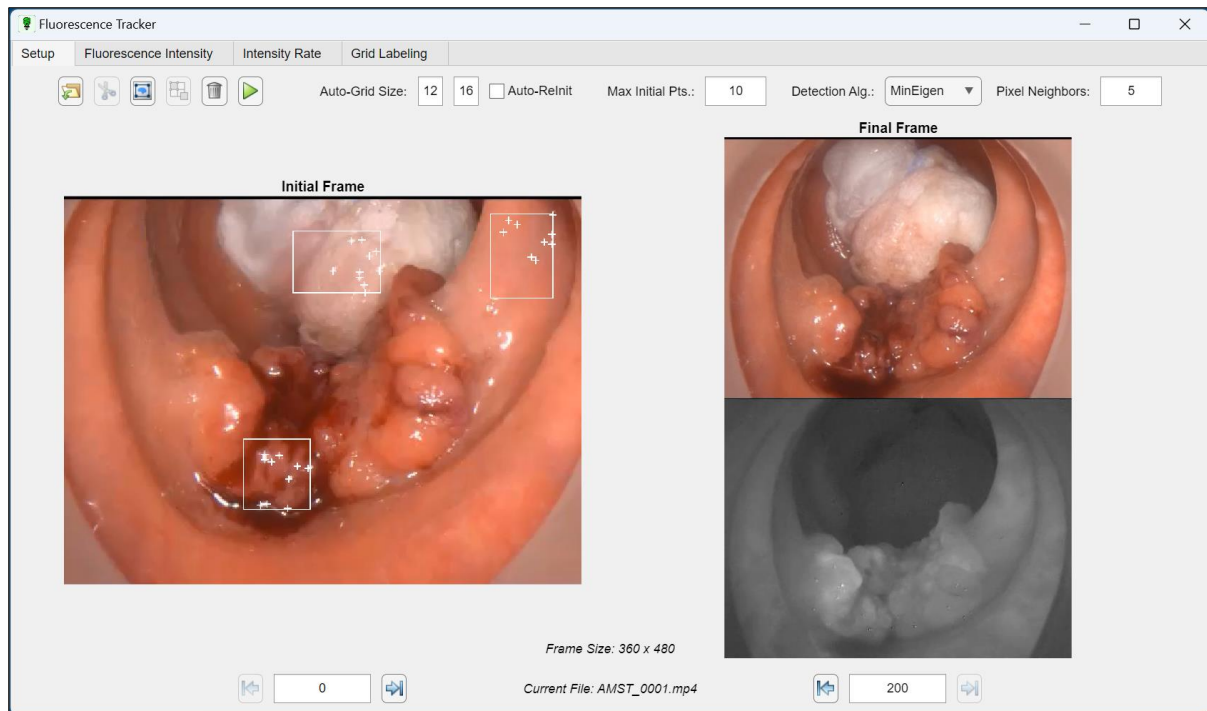 Fluorescence Tracker
Setup Fluorescence Intensity Intensity Rate Grid Labeling
Auto-Grid Size: 12 16 Auto-ReInit Max Initial Pts.: 10 Detection Alg.: MinEigen Pixel Neighbors: 5
Final Frame
Initial Frame
Frame Size: 360 x 480
0 Current File: AMST_0001.mp4 200